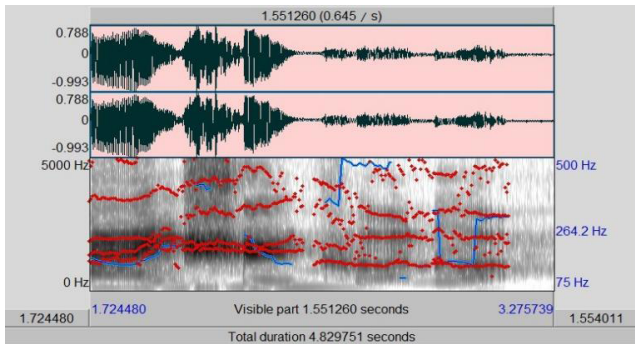 1.551260 (0.645 / s)
0.788
0
-0.993
0.788
0
-0.993
5000 Hz 500 Hz
264.2 Hz
0 Hz 75 Hz
1.724480 Visible part 1.551260 seconds 3.275739
1.724480 1.554011
Total duration 4.829751 seconds